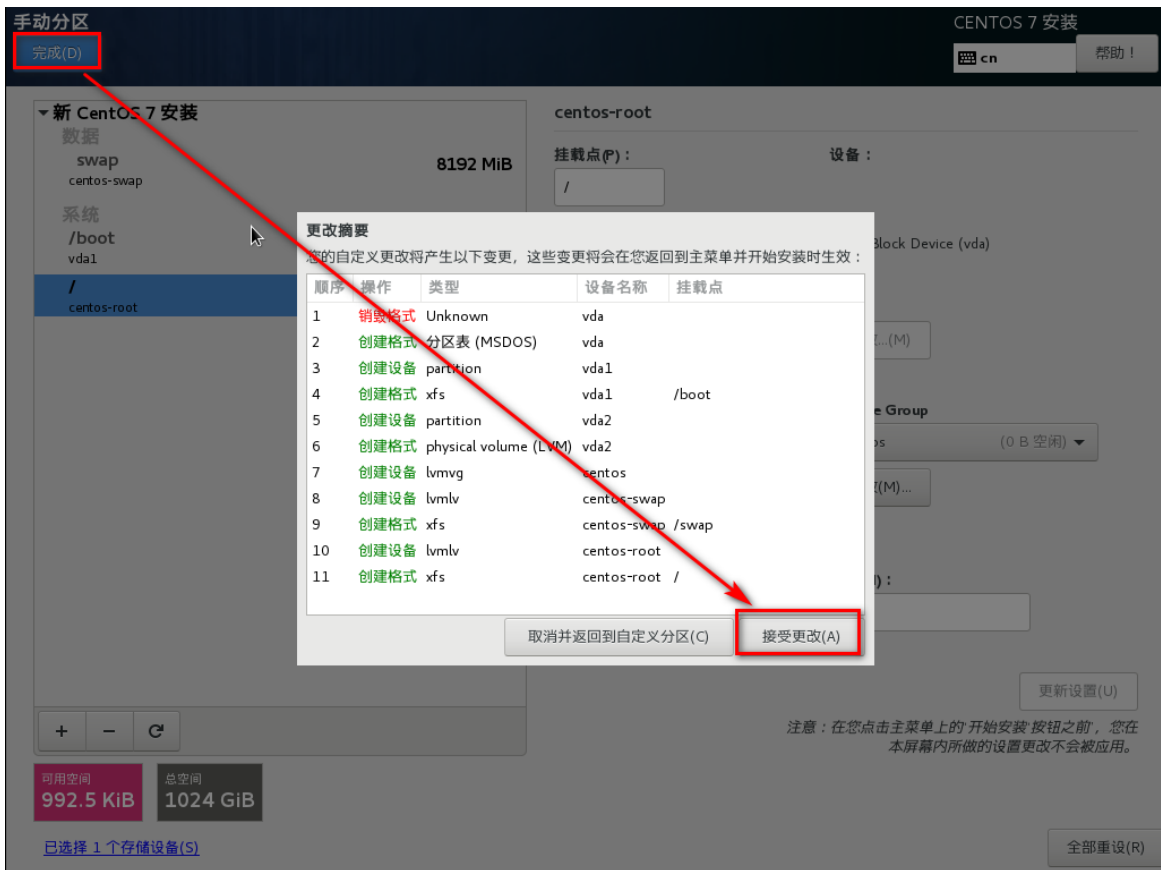 手动分区
CENTOS 7 安装
完成(D)
cn
帮助！
新 CentOS 7 安装
数据
swap
8192 MiB
centos-swap
系统
/boot
vda1
/
centos-root
centos-root
挂载点(P)：
设备：
/
Block Device (vda)
...(M)
e Group
os
(0 B 空闲)
(M)...
)：
更改摘要
您的自定义更改将产生以下变更，这些变更将会在您返回到主菜单并开始安装时生效：
顺序 操作 类型 设备名称 挂载点
1 销毁格式 Unknown vda
2 创建格式 分区表 (MSDOS) vda
3 创建设备 partition vda1
4 创建格式 xfs vda1 /boot
5 创建设备 partition vda2
6 创建格式 physical volume (LVM) vda2
7 创建设备 lvmvg centos
8 创建设备 lvmlv centos-swap
9 创建格式 xfs centos-swap /swap
10 创建设备 lvmlv centos-root
11 创建格式 xfs centos-root /
取消并返回到自定义分区(C)
接受更改(A)
更新设置(U)
注意：在您点击主菜单上的'开始安装'按钮之前，您在
本屏幕内所做的设置更改不会被应用。
+ −
可用空间
992.5 KiB
总空间
1024 GiB
已选择 1 个存储设备(S)
全部重设(R)